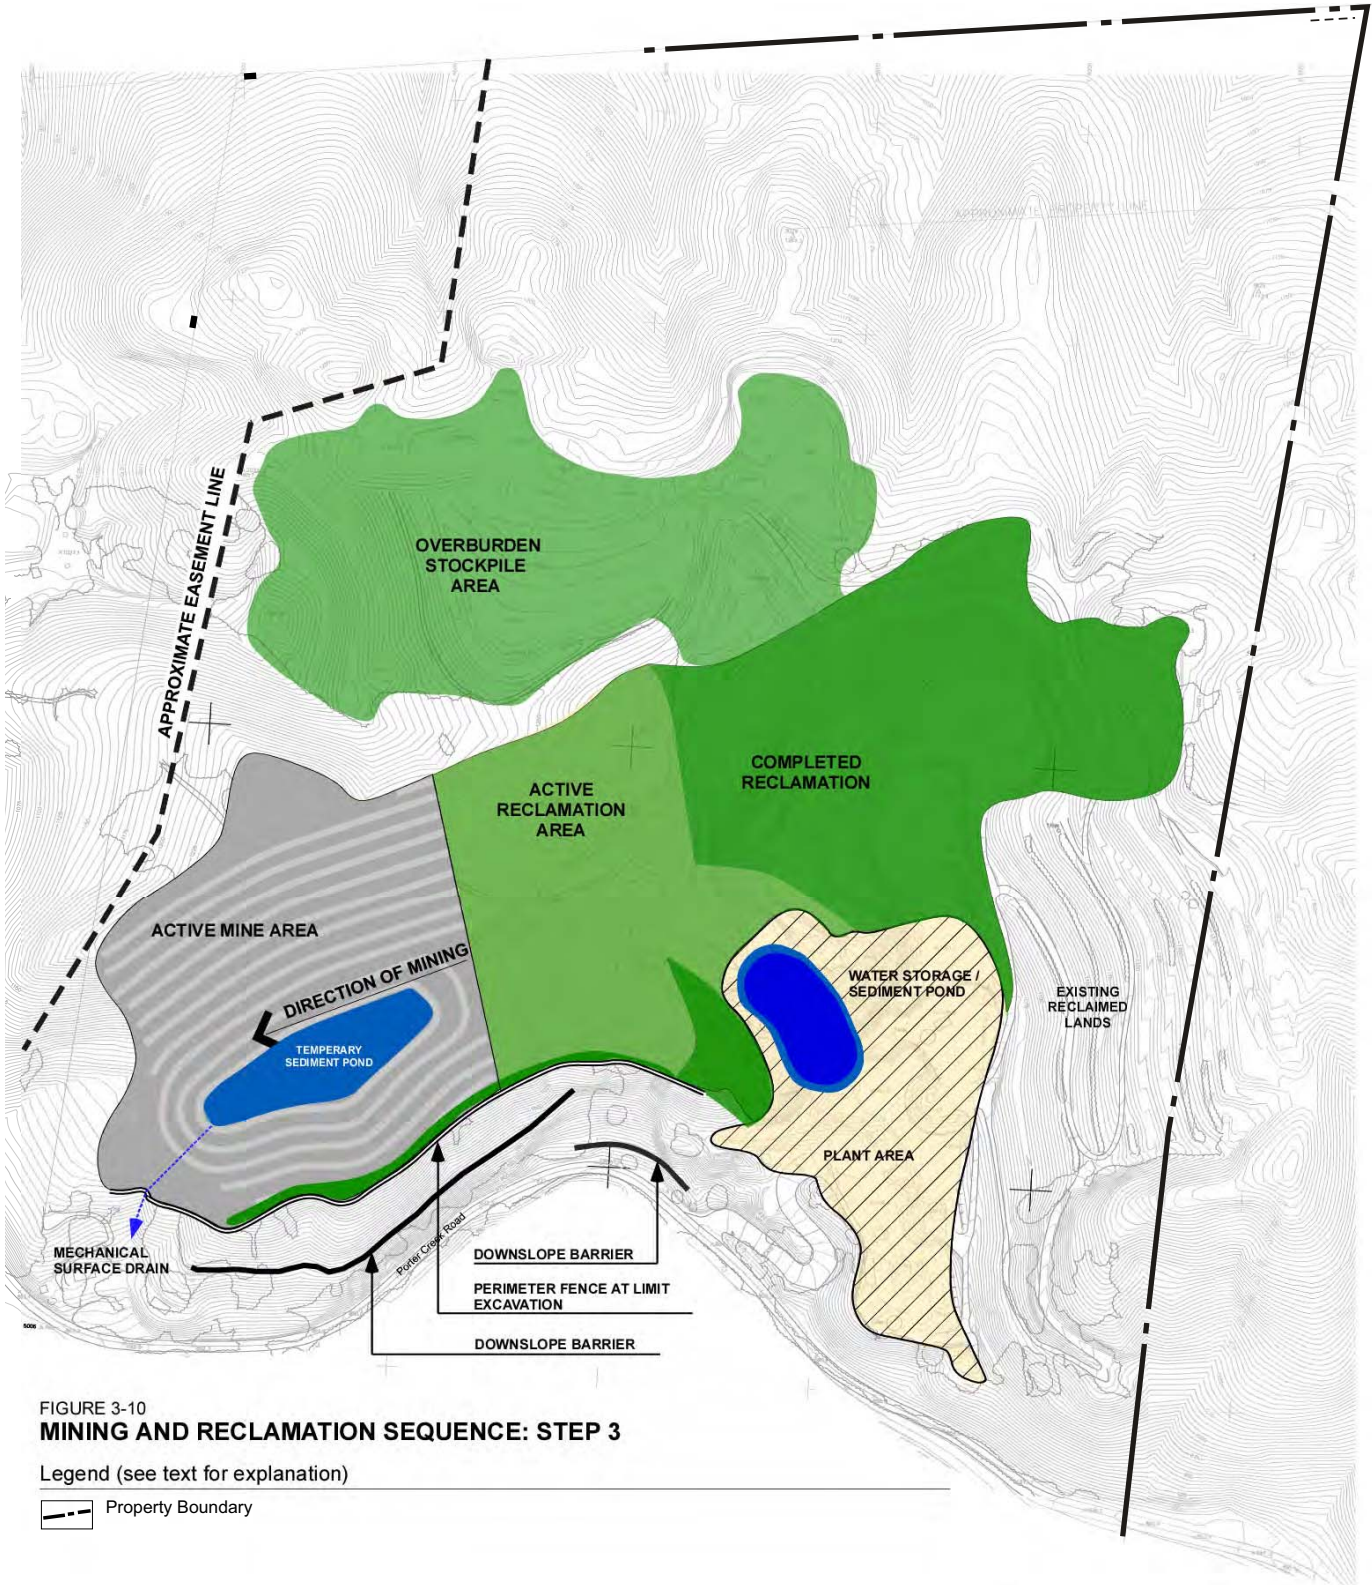 APPROXIMATE PROPERTY LINE
APPROXIMATE EASEMENT LINE
OVERBURDEN
STOCKPILE
AREA
COMPLETED
RECLAMATION
ACTIVE
RECLAMATION
AREA
ACTIVE MINE AREA
DIRECTION OF MINING
WATER STORAGE /
SEDIMENT POND
EXISTING
RECLAIMED
LANDS
TEMPERARY
SEDIMENT POND
PLANT AREA
MECHANICAL
SURFACE DRAIN
Porter Creek Road
DOWNSLOPE BARRIER
PERIMETER FENCE AT LIMIT
EXCAVATION
DOWNSLOPE BARRIER
FIGURE 3-10
MINING AND RECLAMATION SEQUENCE: STEP 3
Legend (see text for explanation)
Property Boundary